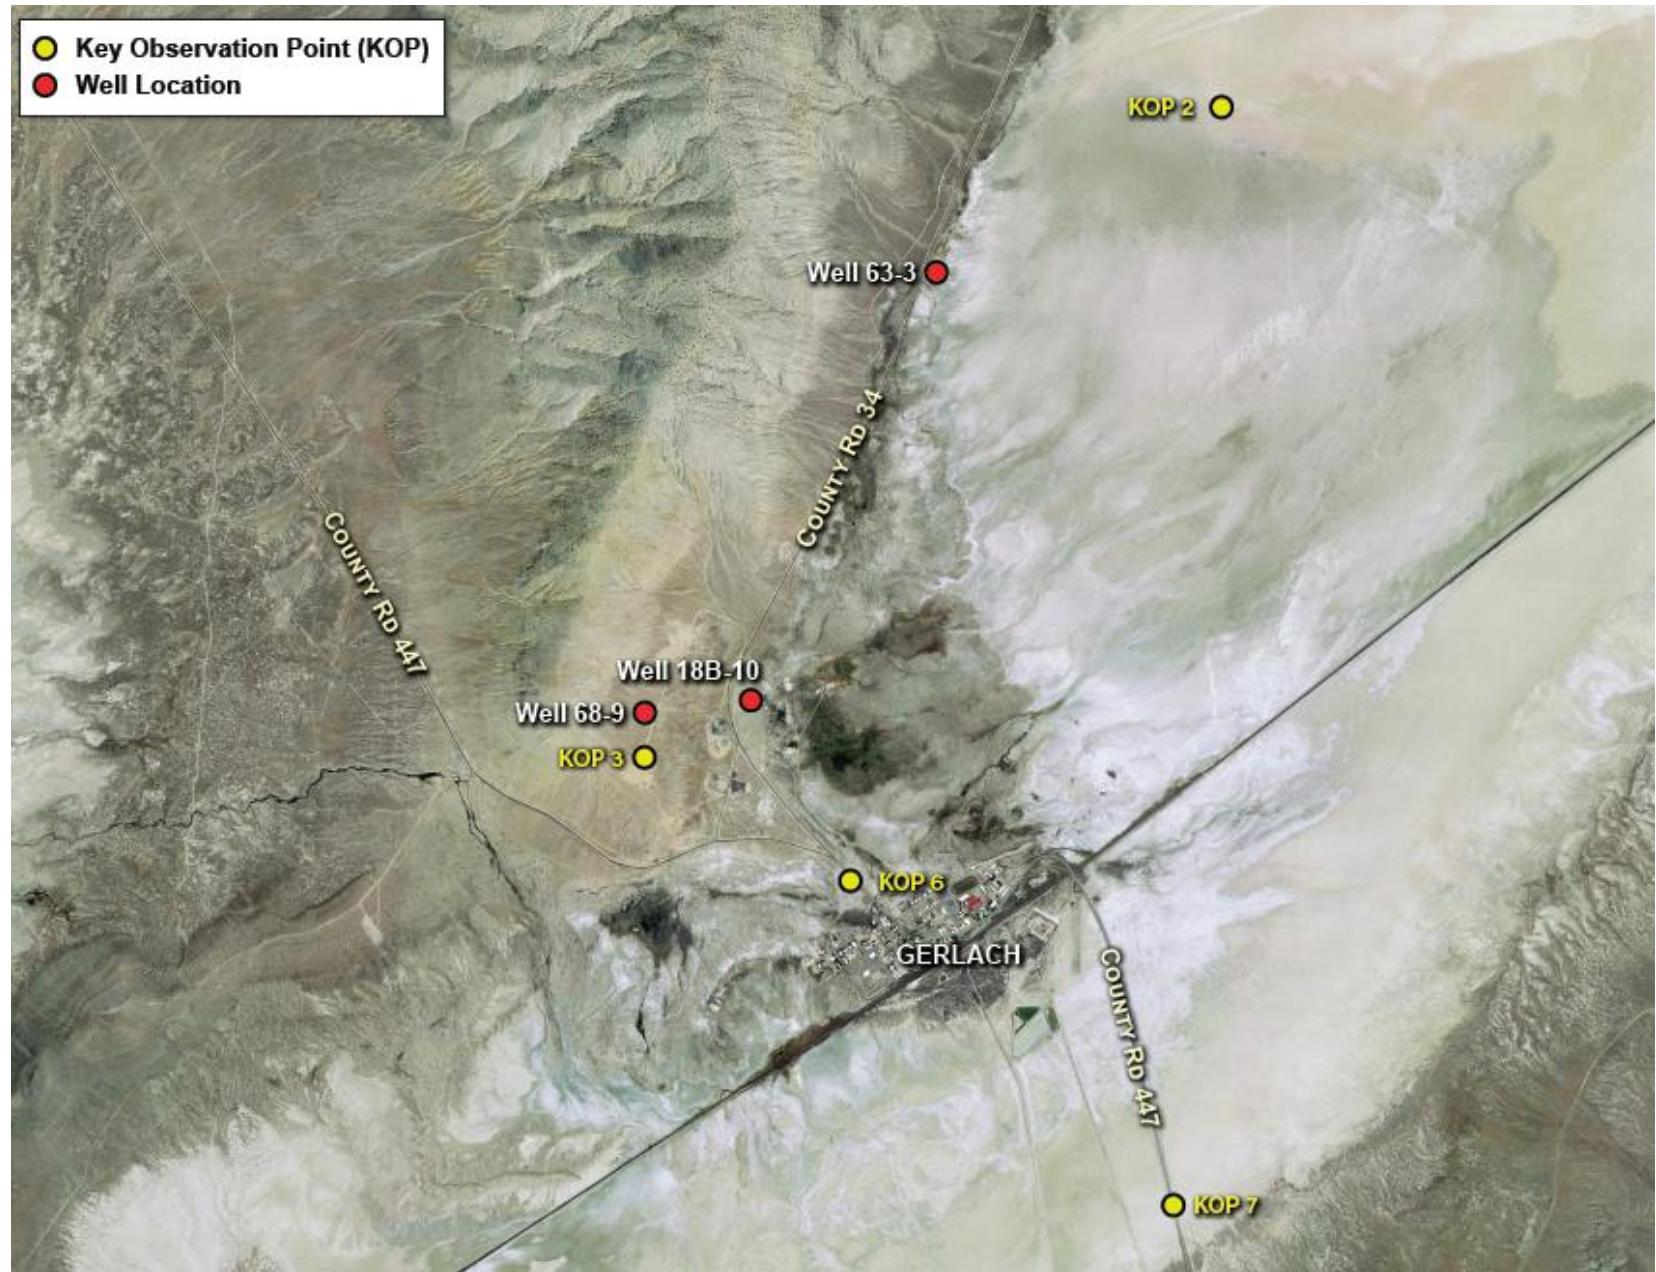 Key Observation Point (KOP)
Well Location
KOP 2
Well 63-3
COUNTY RD 34
COUNTY RD 447
Well 18B-10
Well 68-9
KOP 3
KOP 6
GERLACH
COUNTY RD 447
KOP 7